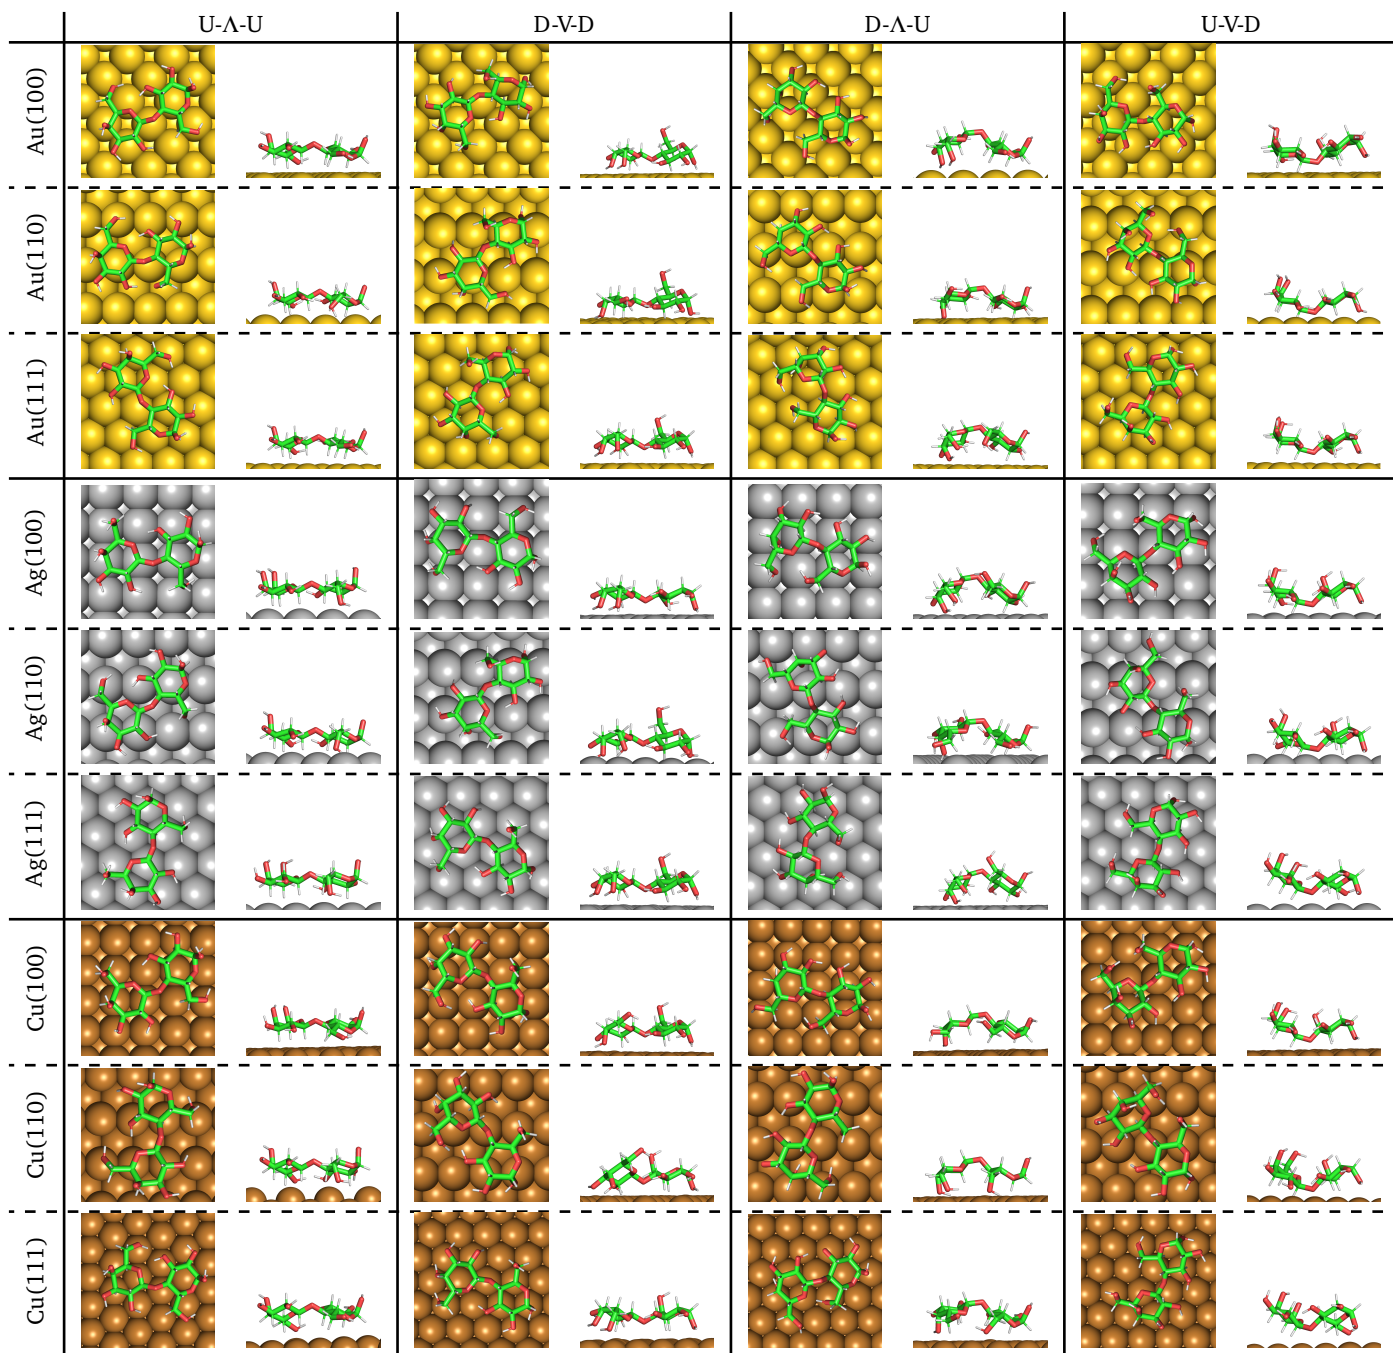 U-Λ-U D-V-D D-Λ-U U-V-D
Au(100)
Au(110)
Au(111)
Ag(100)
Ag(110)
Ag(111)
Cu(100)
Cu(110)
Cu(111)